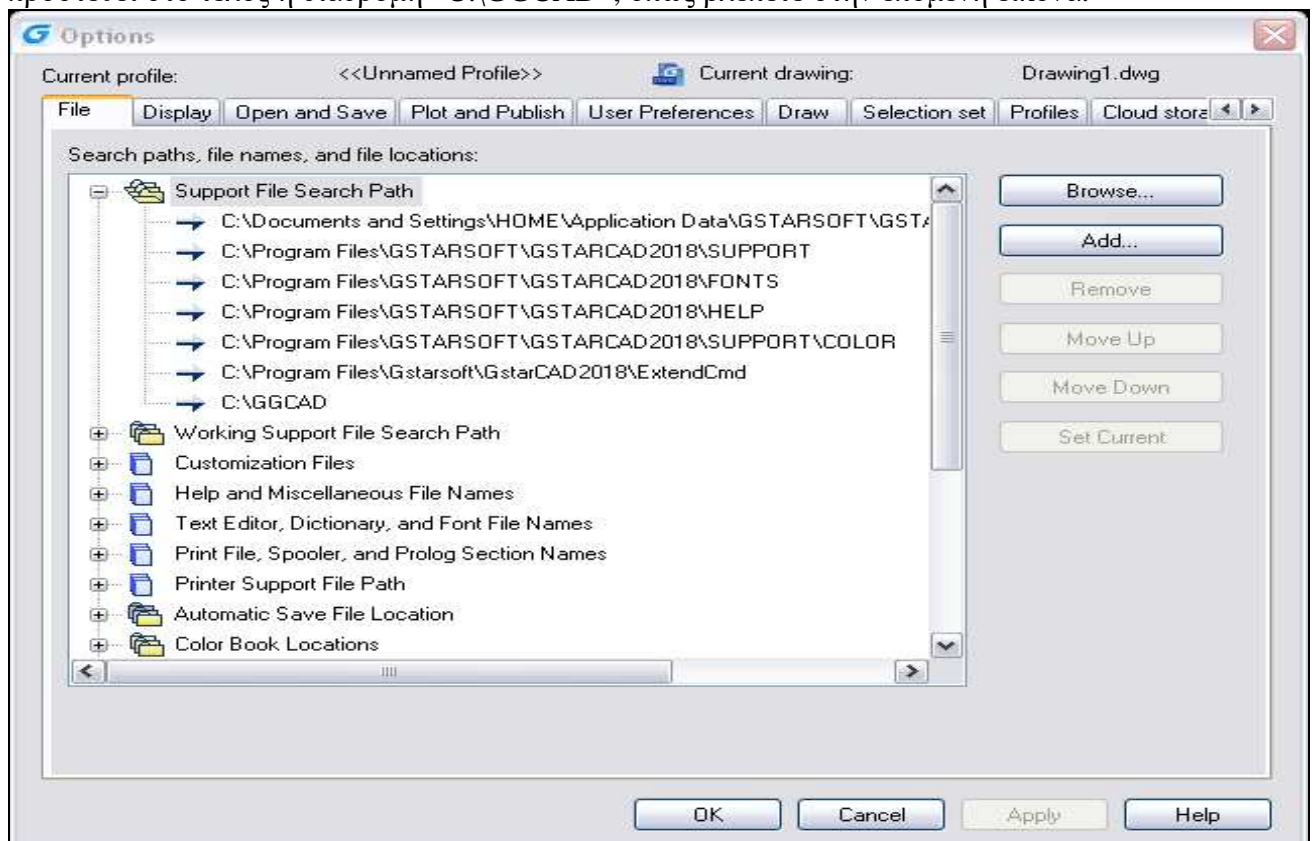 Options
Current profile: <<Unnamed Profile>> Current drawing: Drawing1.dwg
File Display Open and Save Plot and Publish User Preferences Draw Selection set Profiles Cloud stora
Search paths, file names, and file locations:
Support File Search Path
C:\Documents and Settings\HOME\Application Data\GSTARSOFT\GSTA
C:\Program Files\GSTARSOFT\GSTARCAD2018\SUPPORT
C:\Program Files\GSTARSOFT\GSTARCAD2018\FONTS
C:\Program Files\GSTARSOFT\GSTARCAD2018\HELP
C:\Program Files\GSTARSOFT\GSTARCAD2018\SUPPORT\COLOR
C:\Program Files\Gstarsoft\GstarCAD2018\ExtendCmd
C:\GGCAD
Working Support File Search Path
Customization Files
Help and Miscellaneous File Names
Text Editor, Dictionary, and Font File Names
Print File, Spooler, and Prolog Section Names
Printer Support File Path
Automatic Save File Location
Color Book Locations
Browse...
Add...
Remove
Move Up
Move Down
Set Current
OK Cancel Apply Help